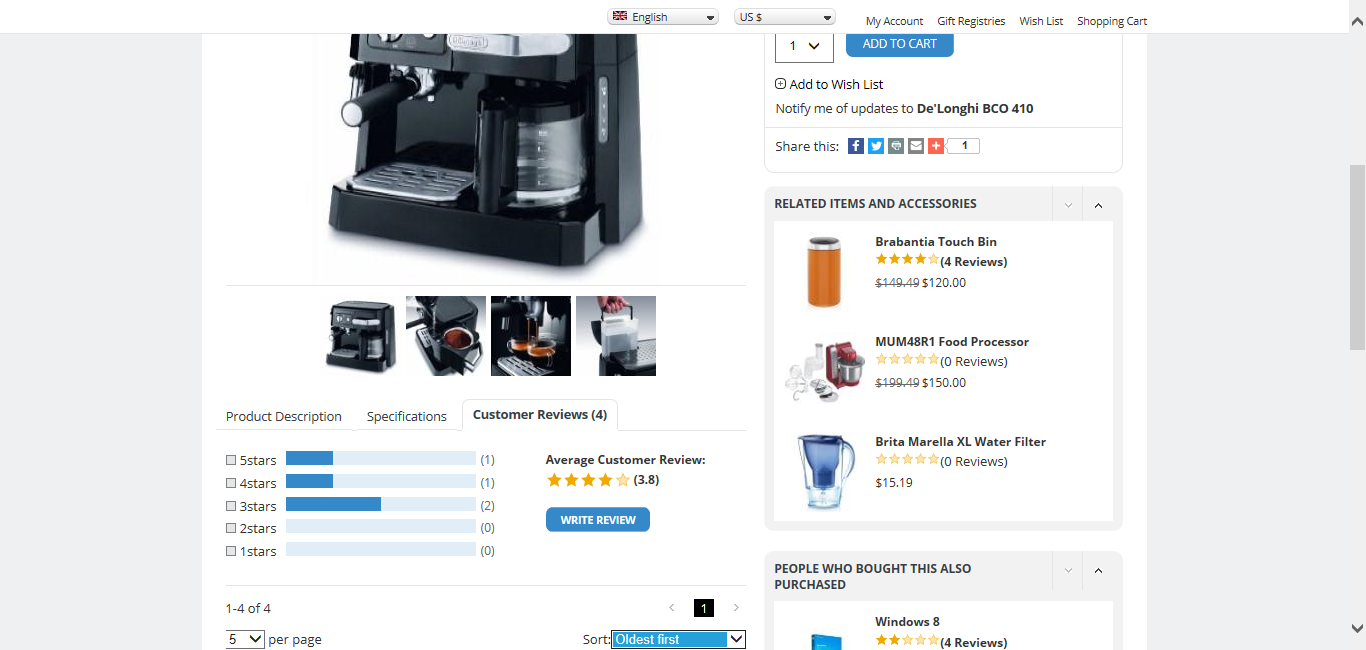 English
US $
My Account
Gift Registries
Wish List
Shopping Cart
DeLonghi
1
ADD TO CART
Add to Wish List
Notify me of updates to De'Longhi BCO 410
Share this:
1
RELATED ITEMS AND ACCESSORIES
Brabantia Touch Bin
(4 Reviews)
$149.49 $120.00
MUM48R1 Food Processor
(0 Reviews)
$199.49 $150.00
Brita Marella XL Water Filter
(0 Reviews)
$15.19
Product Description
Specifications
Customer Reviews (4)
5stars (1)
4stars (1)
3stars (2)
2stars (0)
1stars (0)
Average Customer Review:
(3.8)
WRITE REVIEW
1-4 of 4
1
5 per page
Sort: Oldest first
PEOPLE WHO BOUGHT THIS ALSO
PURCHASED
Windows 8
(4 Reviews)